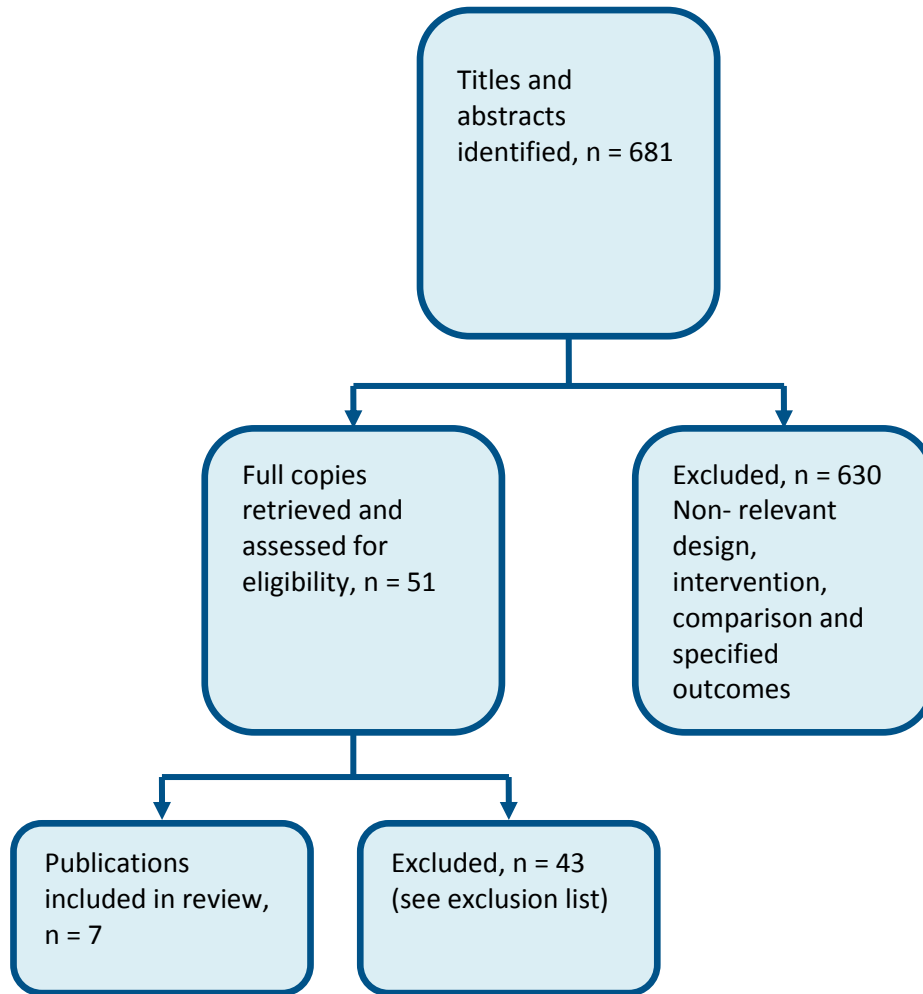 Titles and
abstracts
identified, n = 681
Full copies
retrieved and
assessed for
eligibility, n = 51
Excluded, n = 630
Non- relevant
design,
intervention,
comparison and
specified
outcomes
Publications
included in review,
n = 7
Excluded, n = 43
(see exclusion list)